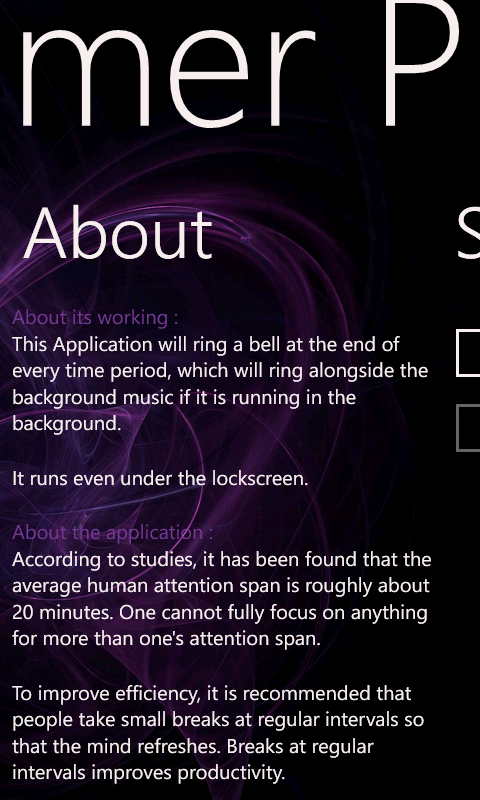 mer P
About
S
About its working :
This Application will ring a bell at the end of
every time period, which will ring alongside the
background music if it is running in the
background.
It runs even under the lockscreen.
About the application :
According to studies, it has been found that the
average human attention span is roughly about
20 minutes. One cannot fully focus on anything
for more than one's attention span.
To improve efficiency, it is recommended that
people take small breaks at regular intervals so
that the mind refreshes. Breaks at regular
intervals improves productivity.